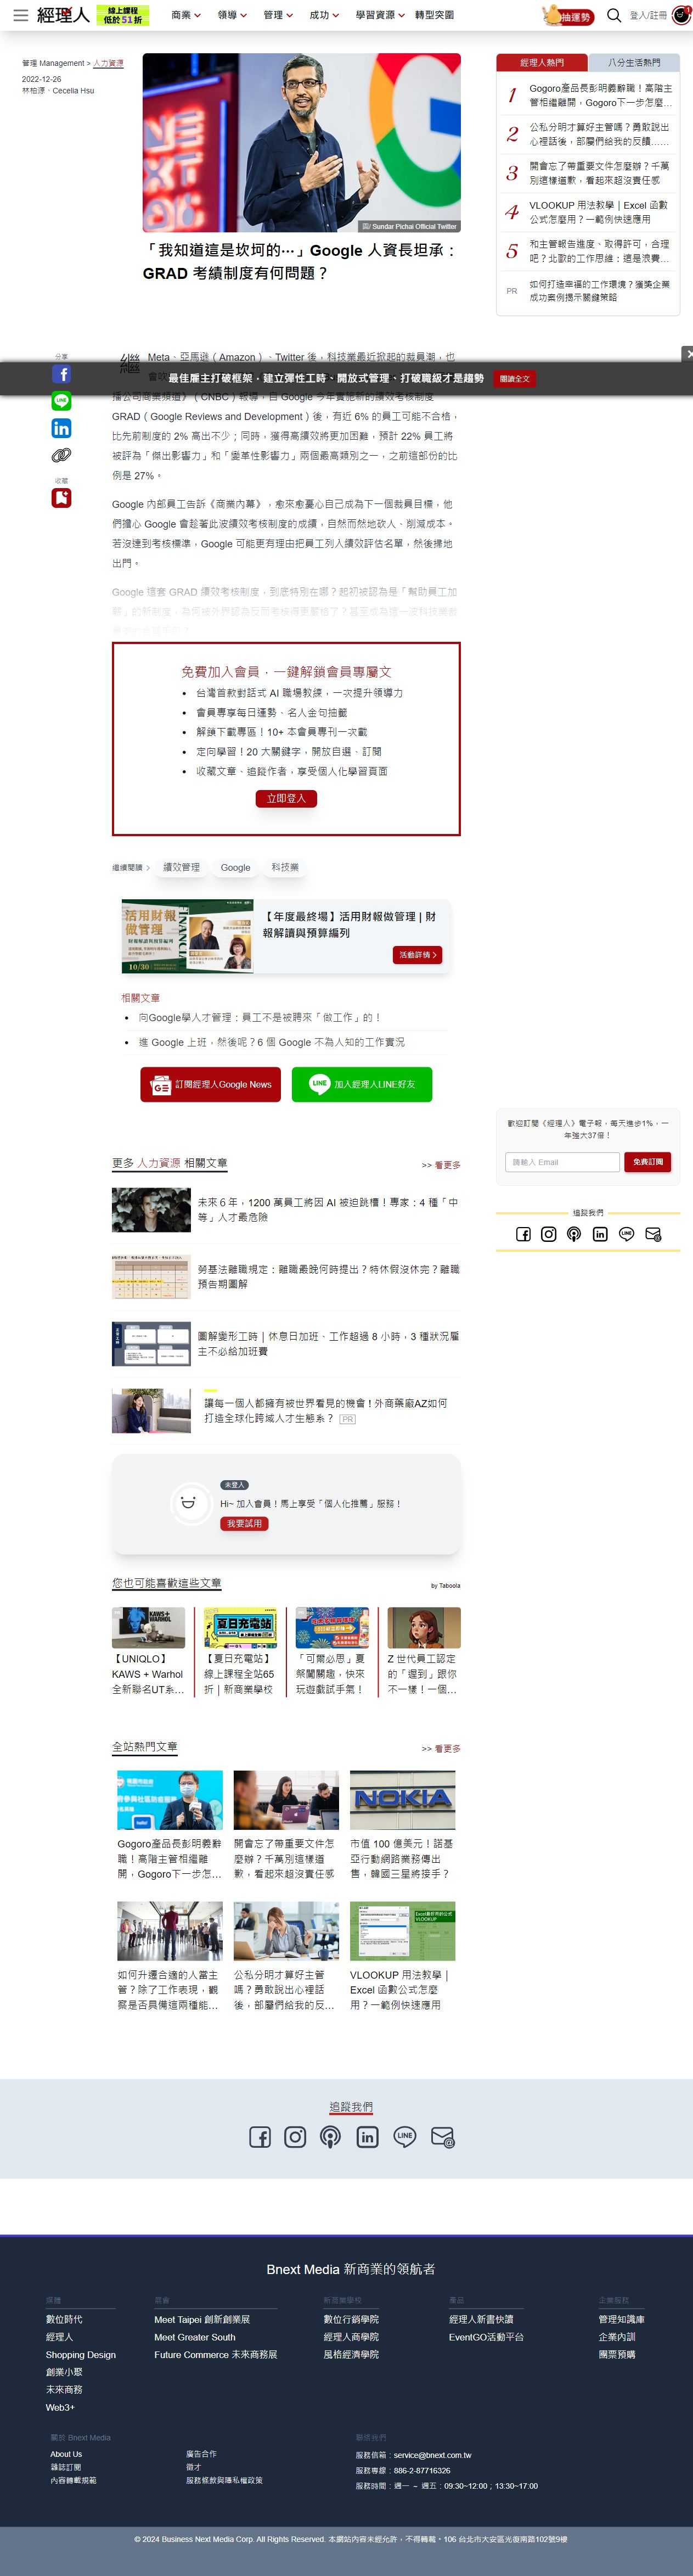 經理人
線上課程
低於51折
商業
領導
管理
成功
學習資源
轉型突圍
抽運勢
登入/註冊
1
管理 Management > 人力資源
2022-12-26
林柏源、Cecelia Hsu
圖/ Sundar Pichai Official Twitter
「我知道這是坎坷的⋯」Google 人資長坦承：
GRAD 考績制度有何問題？
經理人熱門
八分生活熱門
1
Gogoro產品長彭明義辭職！高階主
管相繼離開，Gogoro下一步怎麼...
2
公私分明才算好主管嗎？勇敢說出
心裡話後，部屬們給我的反饋......
3
開會忘了帶重要文件怎麼辦？千萬
別這樣道歉，看起來超沒責任感
4
VLOOKUP 用法教學｜Excel 函數
公式怎麼用？一範例快速應用
5
和主管報告進度、取得許可，合理
吧？北歐的工作思維：這是浪費...
PR.
如何打造幸福的工作環境？獲獎企業
成功案例揭示關鍵策略
分享
繼
Meta、亞馬遜（Amazon）、Twitter 後，科技業最近掀起的裁員潮，也
最佳雇主打破框架，建立彈性工時、開放式管理，打破職級才是趨勢
閱讀全文
播公司商業頻道》（CNBC）報導，自 Google 今年實施新的績效考核制度
GRAD（Google Reviews and Development）後，有近 6% 的員工可能不合格，
比先前制度的 2% 高出不少；同時，獲得高績效將更加困難，預計 22% 員工將
被評為「傑出影響力」和「變革性影響力」兩個最高類別之一，之前這部份的比
例是 27%。
收藏
Google 內部員工告訴《商業內幕》，愈來愈憂心自己成為下一個裁員目標，他
們擔心 Google 會趁著此波績效考核制度的成績，自然而然地砍人、削減成本。
若沒達到考核標準，Google 可能更有理由把員工列入績效評估名單，然後掃地
出門。
Google 這套 GRAD 績效考核制度，到底特別在哪？起初被認為是「幫助員工加
薪」的新制度，為何被外界認為反而考核得更嚴格了？甚至成為這一波科技業裁
免費加入會員，一鍵解鎖會員專屬文
• 台灣首款對話式 AI 職場教練，一次提升領導力
• 會員專享每日運勢、名人金句抽籤
• 解鎖下載專區！10+ 本會員專刊一次載
• 定向學習！20 大關鍵字，開放自選、訂閱
• 收藏文章、追蹤作者，享受個人化學習頁面
立即登入
繼續閱讀
績效管理
Google
科技業
活用財報
做管理
10/30
【年度最終場】活用財報做管理 | 財
報解讀與預算編列
活動詳情
相關文章
• 向Google學人才管理：員工不是被聘來「做工作」的！
• 進 Google 上班，然後呢？6 個 Google 不為人知的工作實況
訂閱經理人Google News
LINE
加入經理人LINE好友
歡迎訂閱《經理人》電子報，每天進步1%，一
年強大37倍！
請輸入 Email
免費訂閱
追蹤我們
更多 人力資源 相關文章
>> 看更多
未來 6 年，1200 萬員工將因 AI 被迫跳槽！專家：4 種「中
等」人才最危險
勞基法離職規定：離職最晚何時提出？特休假沒休完？離職
預告期圖解
圖解變形工時｜休息日加班、工作超過 8 小時，3 種狀況雇
主不必給加班費
讓每一個人都擁有被世界看見的機會！外商藥廠AZ如何
打造全球化跨域人才生態系？ PR
未登入
Hi~ 加入會員！馬上享受「個人化推薦」服務！
我要試用
您也可能喜歡這些文章
by Taboola
KAWS +
WARHOL
夏日充電站
【UNIQLO】
KAWS + Warhol
全新聯名UT系...
【夏日充電站】
線上課程全站65
折｜新商業學校
「可爾必思」夏
祭闖關趣，快來
玩遊戲試手氣！
Z 世代員工認定
的「遲到」跟你
不一樣！一個...
全站熱門文章
>> 看更多
NOKIA
Gogoro產品長彭明義辭
職！高階主管相繼離
開，Gogoro下一步怎...
開會忘了帶重要文件怎
麼辦？千萬別這樣道
歉，看起來超沒責任感
市值 100 億美元！諾基
亞行動網路業務傳出
售，韓國三星將接手？
VLOOKUP
如何升遷合適的人當主
管？除了工作表現，觀
察是否具備這兩種能...
公私分明才算好主管
嗎？勇敢說出心裡話
後，部屬們給我的反...
VLOOKUP 用法教學｜
Excel 函數公式怎麼
用？一範例快速應用
追蹤我們
LINE
Bnext Media 新商業的領航者
媒體
數位時代
經理人
Shopping Design
創業小聚
未來商務
Web3+
展會
Meet Taipei 創新創業展
Meet Greater South
Future Commerce 未來商務展
新商業學校
數位行銷學院
經理人商學院
風格經濟學院
產品
經理人新書快讀
EventGO活動平台
企業服務
管理知識庫
企業內訓
團票預購
關於 Bnext Media
About Us
雜誌訂閱
內容轉載規範
廣告合作
徵才
服務條款與隱私權政策
聯絡我們
服務信箱：service@bnext.com.tw
服務專線：886-2-87716326
服務時間：週一 ～ 週五：09:30~12:00；13:30~17:00
© 2024 Business Next Media Corp. All Rights Reserved. 本網站內容未經允許，不得轉載。106 台北市大安區光復南路102號9樓